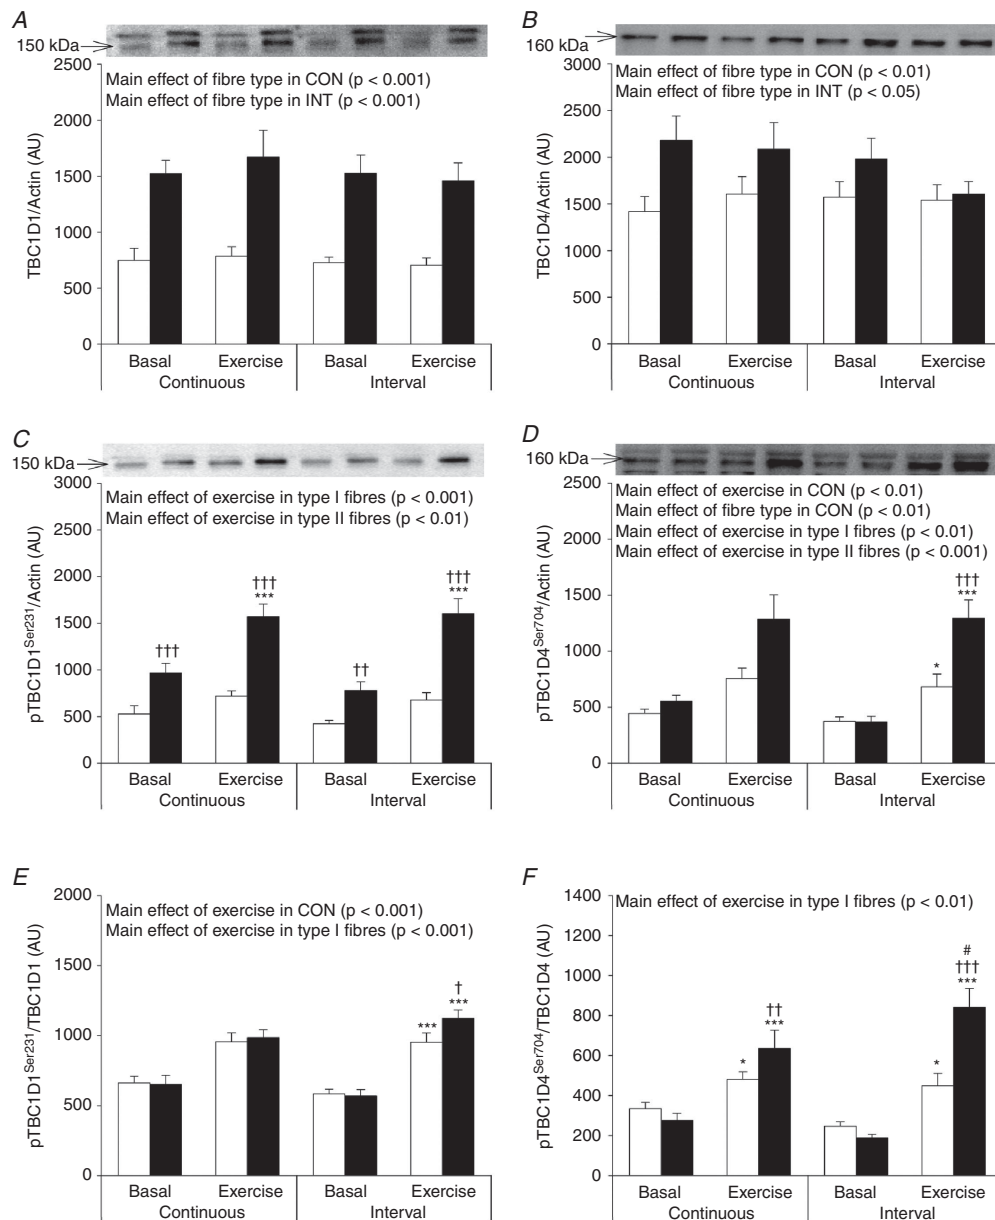 A
150 kDa
2500
Main effect of fibre type in CON (p < 0.001)
Main effect of fibre type in INT (p < 0.001)
2000
1500
1000
500
0
TBC1D1/Actin (AU)
Basal Exercise Basal Exercise
Continuous Interval
B
160 kDa
3000
Main effect of fibre type in CON (p < 0.01)
Main effect of fibre type in INT (p < 0.05)
2500
2000
1500
1000
500
0
TBC1D4/Actin (AU)
Basal Exercise Basal Exercise
Continuous Interval
C
150 kDa
3000
Main effect of exercise in type I fibres (p < 0.001)
Main effect of exercise in type II fibres (p < 0.01)
2500
2000
1500
1000
500
0
pTBC1D1Ser231/Actin (AU)
†††
†††
***
††
†††
***
Basal Exercise Basal Exercise
Continuous Interval
D
160 kDa
2500
Main effect of exercise in CON (p < 0.01)
Main effect of fibre type in CON (p < 0.01)
Main effect of exercise in type I fibres (p < 0.01)
Main effect of exercise in type II fibres (p < 0.001)
2000
1500
1000
500
0
pTBC1D4Ser704/Actin (AU)
*
†††
***
Basal Exercise Basal Exercise
Continuous Interval
E
2000
Main effect of exercise in CON (p < 0.001)
Main effect of exercise in type I fibres (p < 0.001)
1500
1000
500
0
pTBC1D1Ser231/TBC1D1 (AU)
***
†
***
Basal Exercise Basal Exercise
Continuous Interval
F
1400
Main effect of exercise in type I fibres (p < 0.01)
1200
1000
800
600
400
200
0
pTBC1D4Ser704/TBC1D4 (AU)
*
††
***
*
#
†††
***
Basal Exercise Basal Exercise
Continuous Interval